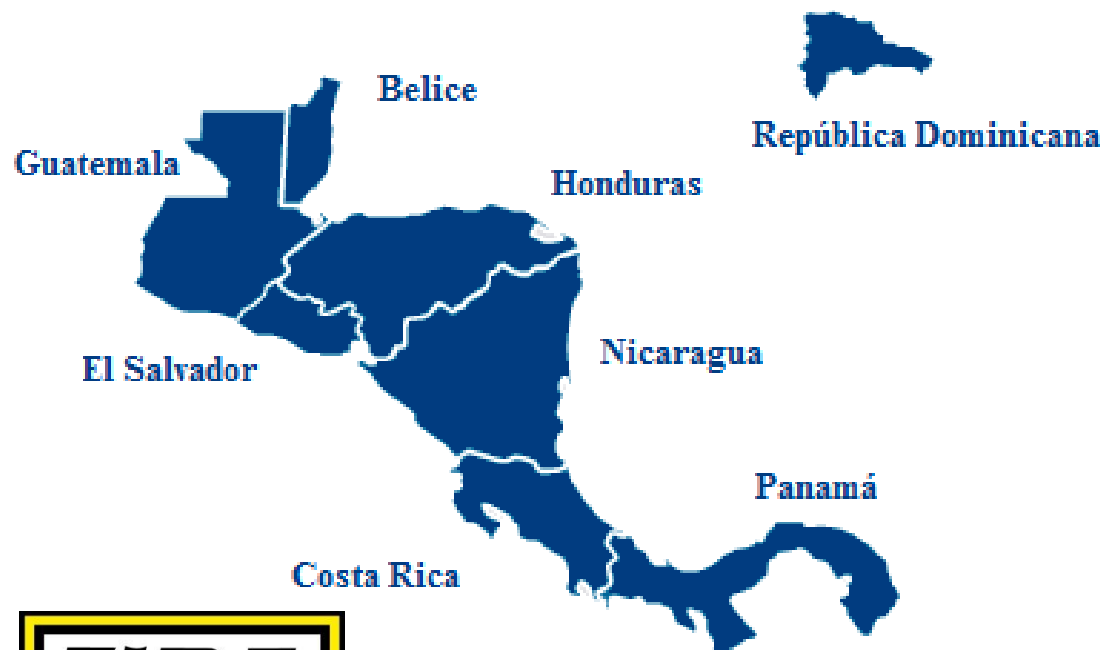 Belice
República Dominicana
Guatemala
Honduras
Nicaragua
El Salvador
Panamá
Costa Rica